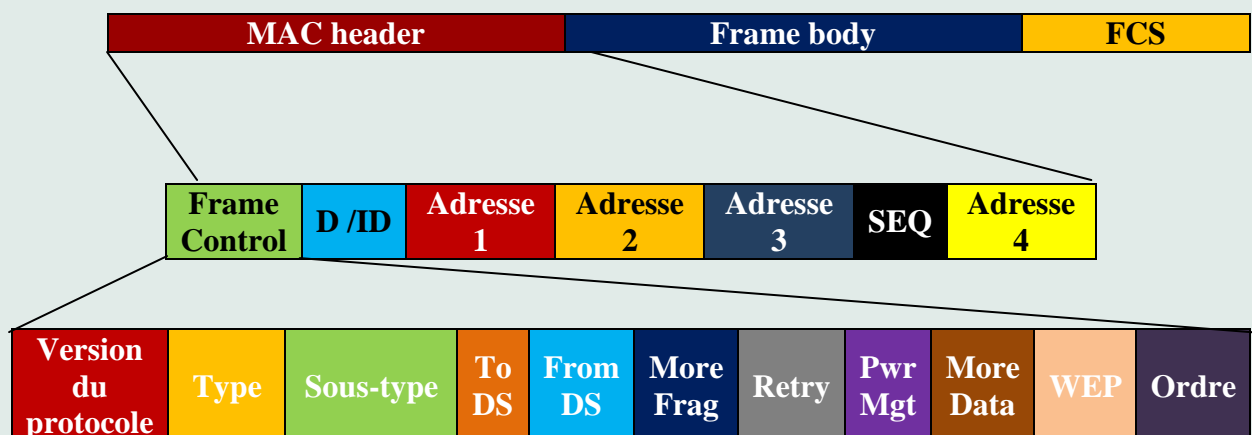 MAC header Frame body FCS
Frame Control D /ID Adresse 1 Adresse 2 Adresse 3 SEQ Adresse 4
Version du protocole Type Sous-type To DS From DS More Frag Retry Pwr Mgt More Data WEP Ordre